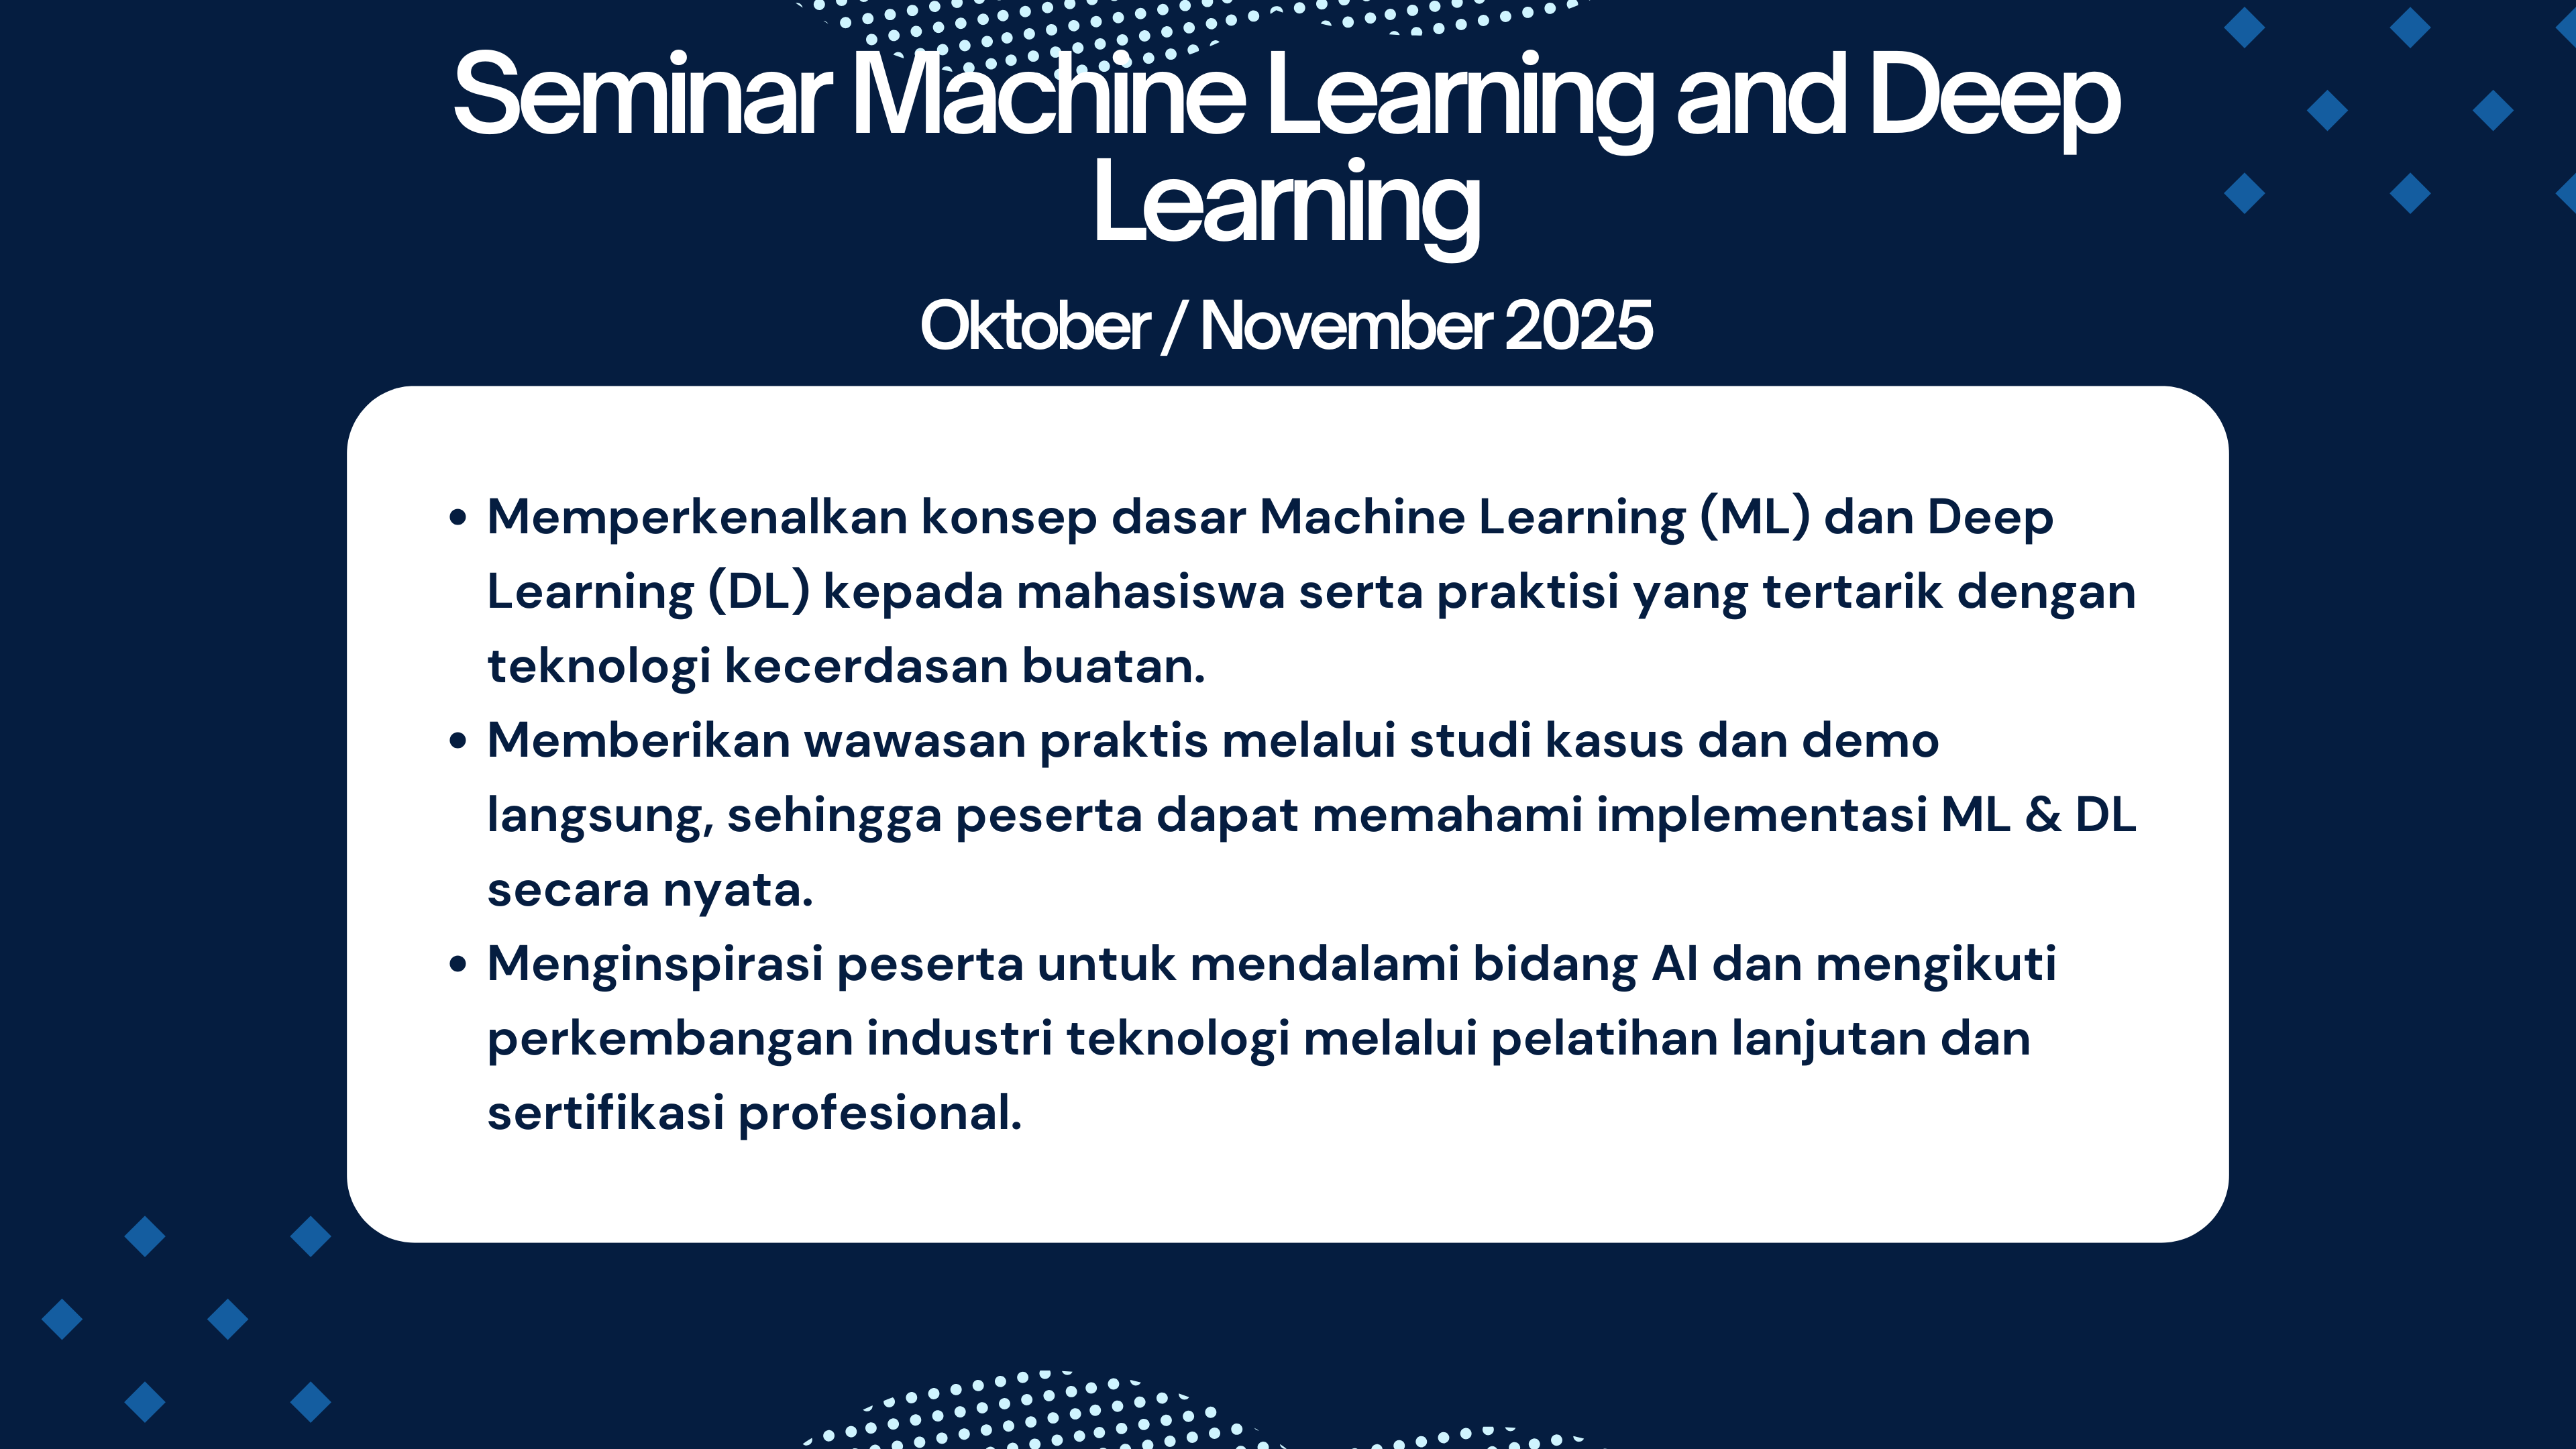 Seminar Machine Learning and Deep
Learning
Oktober / November 2025
• Memperkenalkan konsep dasar Machine Learning (ML) dan Deep
Learning (DL) kepada mahasiswa serta praktisi yang tertarik dengan
teknologi kecerdasan buatan.
• Memberikan wawasan praktis melalui studi kasus dan demo
langsung, sehingga peserta dapat memahami implementasi ML & DL
secara nyata.
• Menginspirasi peserta untuk mendalami bidang AI dan mengikuti
perkembangan industri teknologi melalui pelatihan lanjutan dan
sertifikasi profesional.